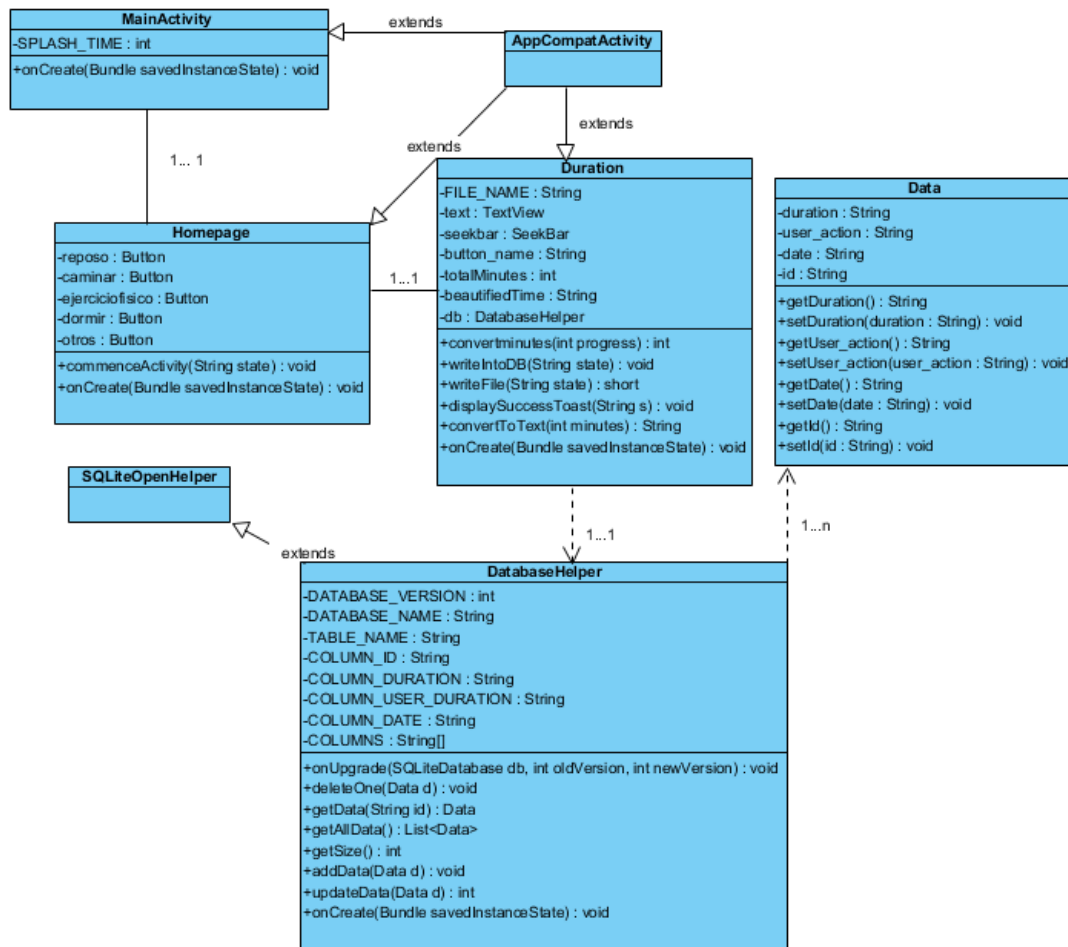 MainActivity
-SPLASH_TIME : int
+onCreate(Bundle savedInstanceState) : void
extends
AppCompatActivity
extends
extends
1... 1
Homepage
-reposo : Button
-caminar : Button
-ejerciciofisico : Button
-dormir : Button
-otros : Button
+commenceActivity(String state) : void
+onCreate(Bundle savedInstanceState) : void
1...1
Duration
-FILE_NAME : String
-text : TextView
-seekbar : SeekBar
-button_name : String
-totalMinutes : int
-beautifiedTime : String
-db : DatabaseHelper
+convertminutes(int progress) : int
+writeIntoDB(String state) : void
+writeFile(String state) : short
+displaySuccessToast(String s) : void
+convertToText(int minutes) : String
+onCreate(Bundle savedInstanceState) : void
Data
-duration : String
-user_action : String
-date : String
-id : String
+getDuration() : String
+setDuration(duration : String) : void
+getUser_action() : String
+setUser_action(user_action : String) : void
+getDate() : String
+setDate(date : String) : void
+getId() : String
+setId(id : String) : void
SQLiteOpenHelper
extends
1...1
1...n
DatabaseHelper
-DATABASE_VERSION : int
-DATABASE_NAME : String
-TABLE_NAME : String
-COLUMN_ID : String
-COLUMN_DURATION : String
-COLUMN_USER_DURATION : String
-COLUMN_DATE : String
-COLUMNS : String[]
+onUpgrade(SQLiteDatabase db, int oldVersion, int newVersion) : void
+deleteOne(Data d) : void
+getData(String id) : Data
+getAllData() : List<Data>
+getSize() : int
+addData(Data d) : void
+updateData(Data d) : int
+onCreate(Bundle savedInstanceState) : void